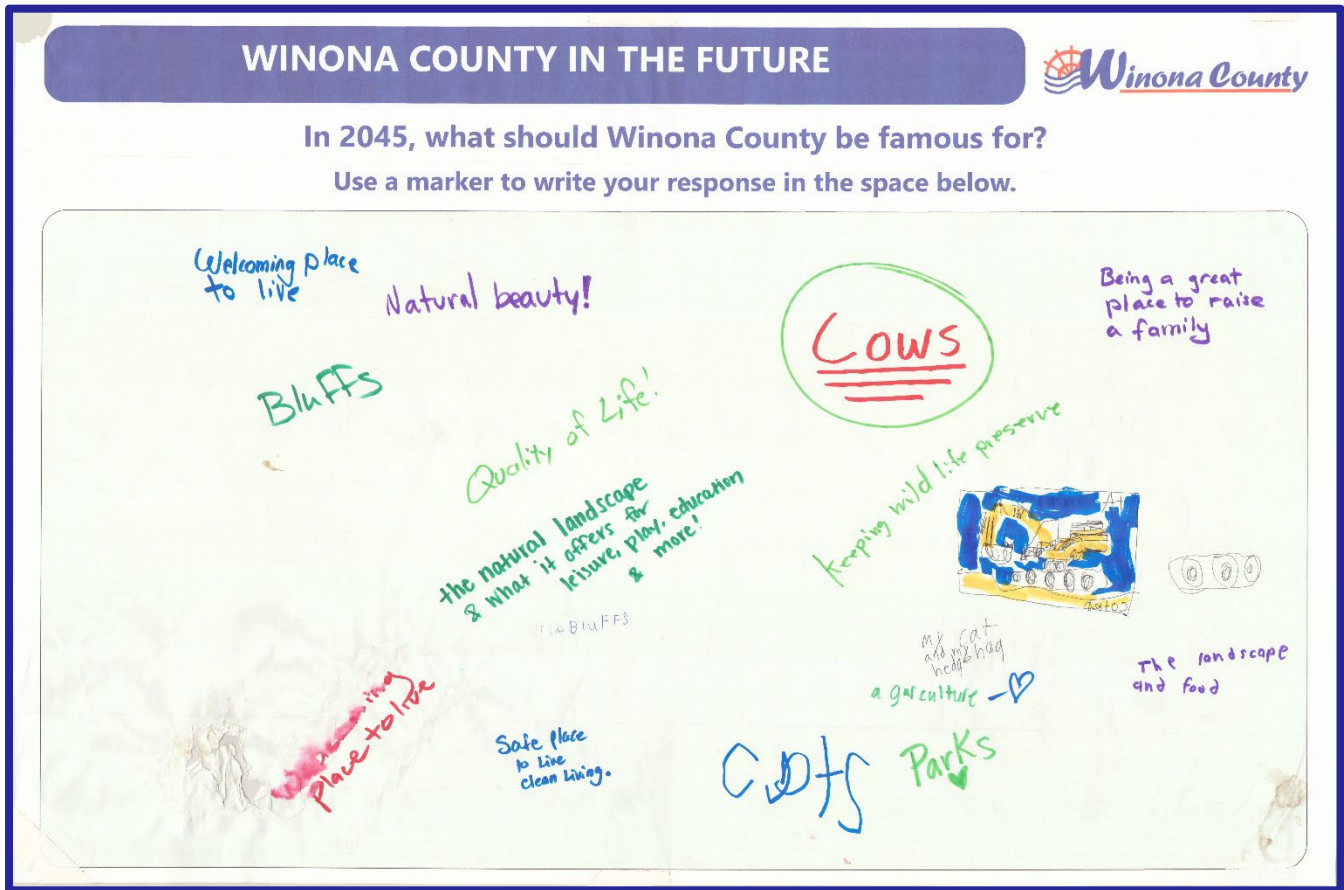 WINONA COUNTY IN THE FUTURE
Winona County
In 2045, what should Winona County be famous for?
Use a marker to write your response in the space below.
Welcoming place
to live
Natural beauty!
Cows
Being a great
place to raise
a family
BluFFs
Quality of Life!
keeping wild life preserve
the natural landscape
& what it offers for
leisure, play, education
& more!
BluFFS
my cat
and my
hedgehog
a garculture
The landscape
and food
place to live
Safe place
to Live
clean Living.
Parks